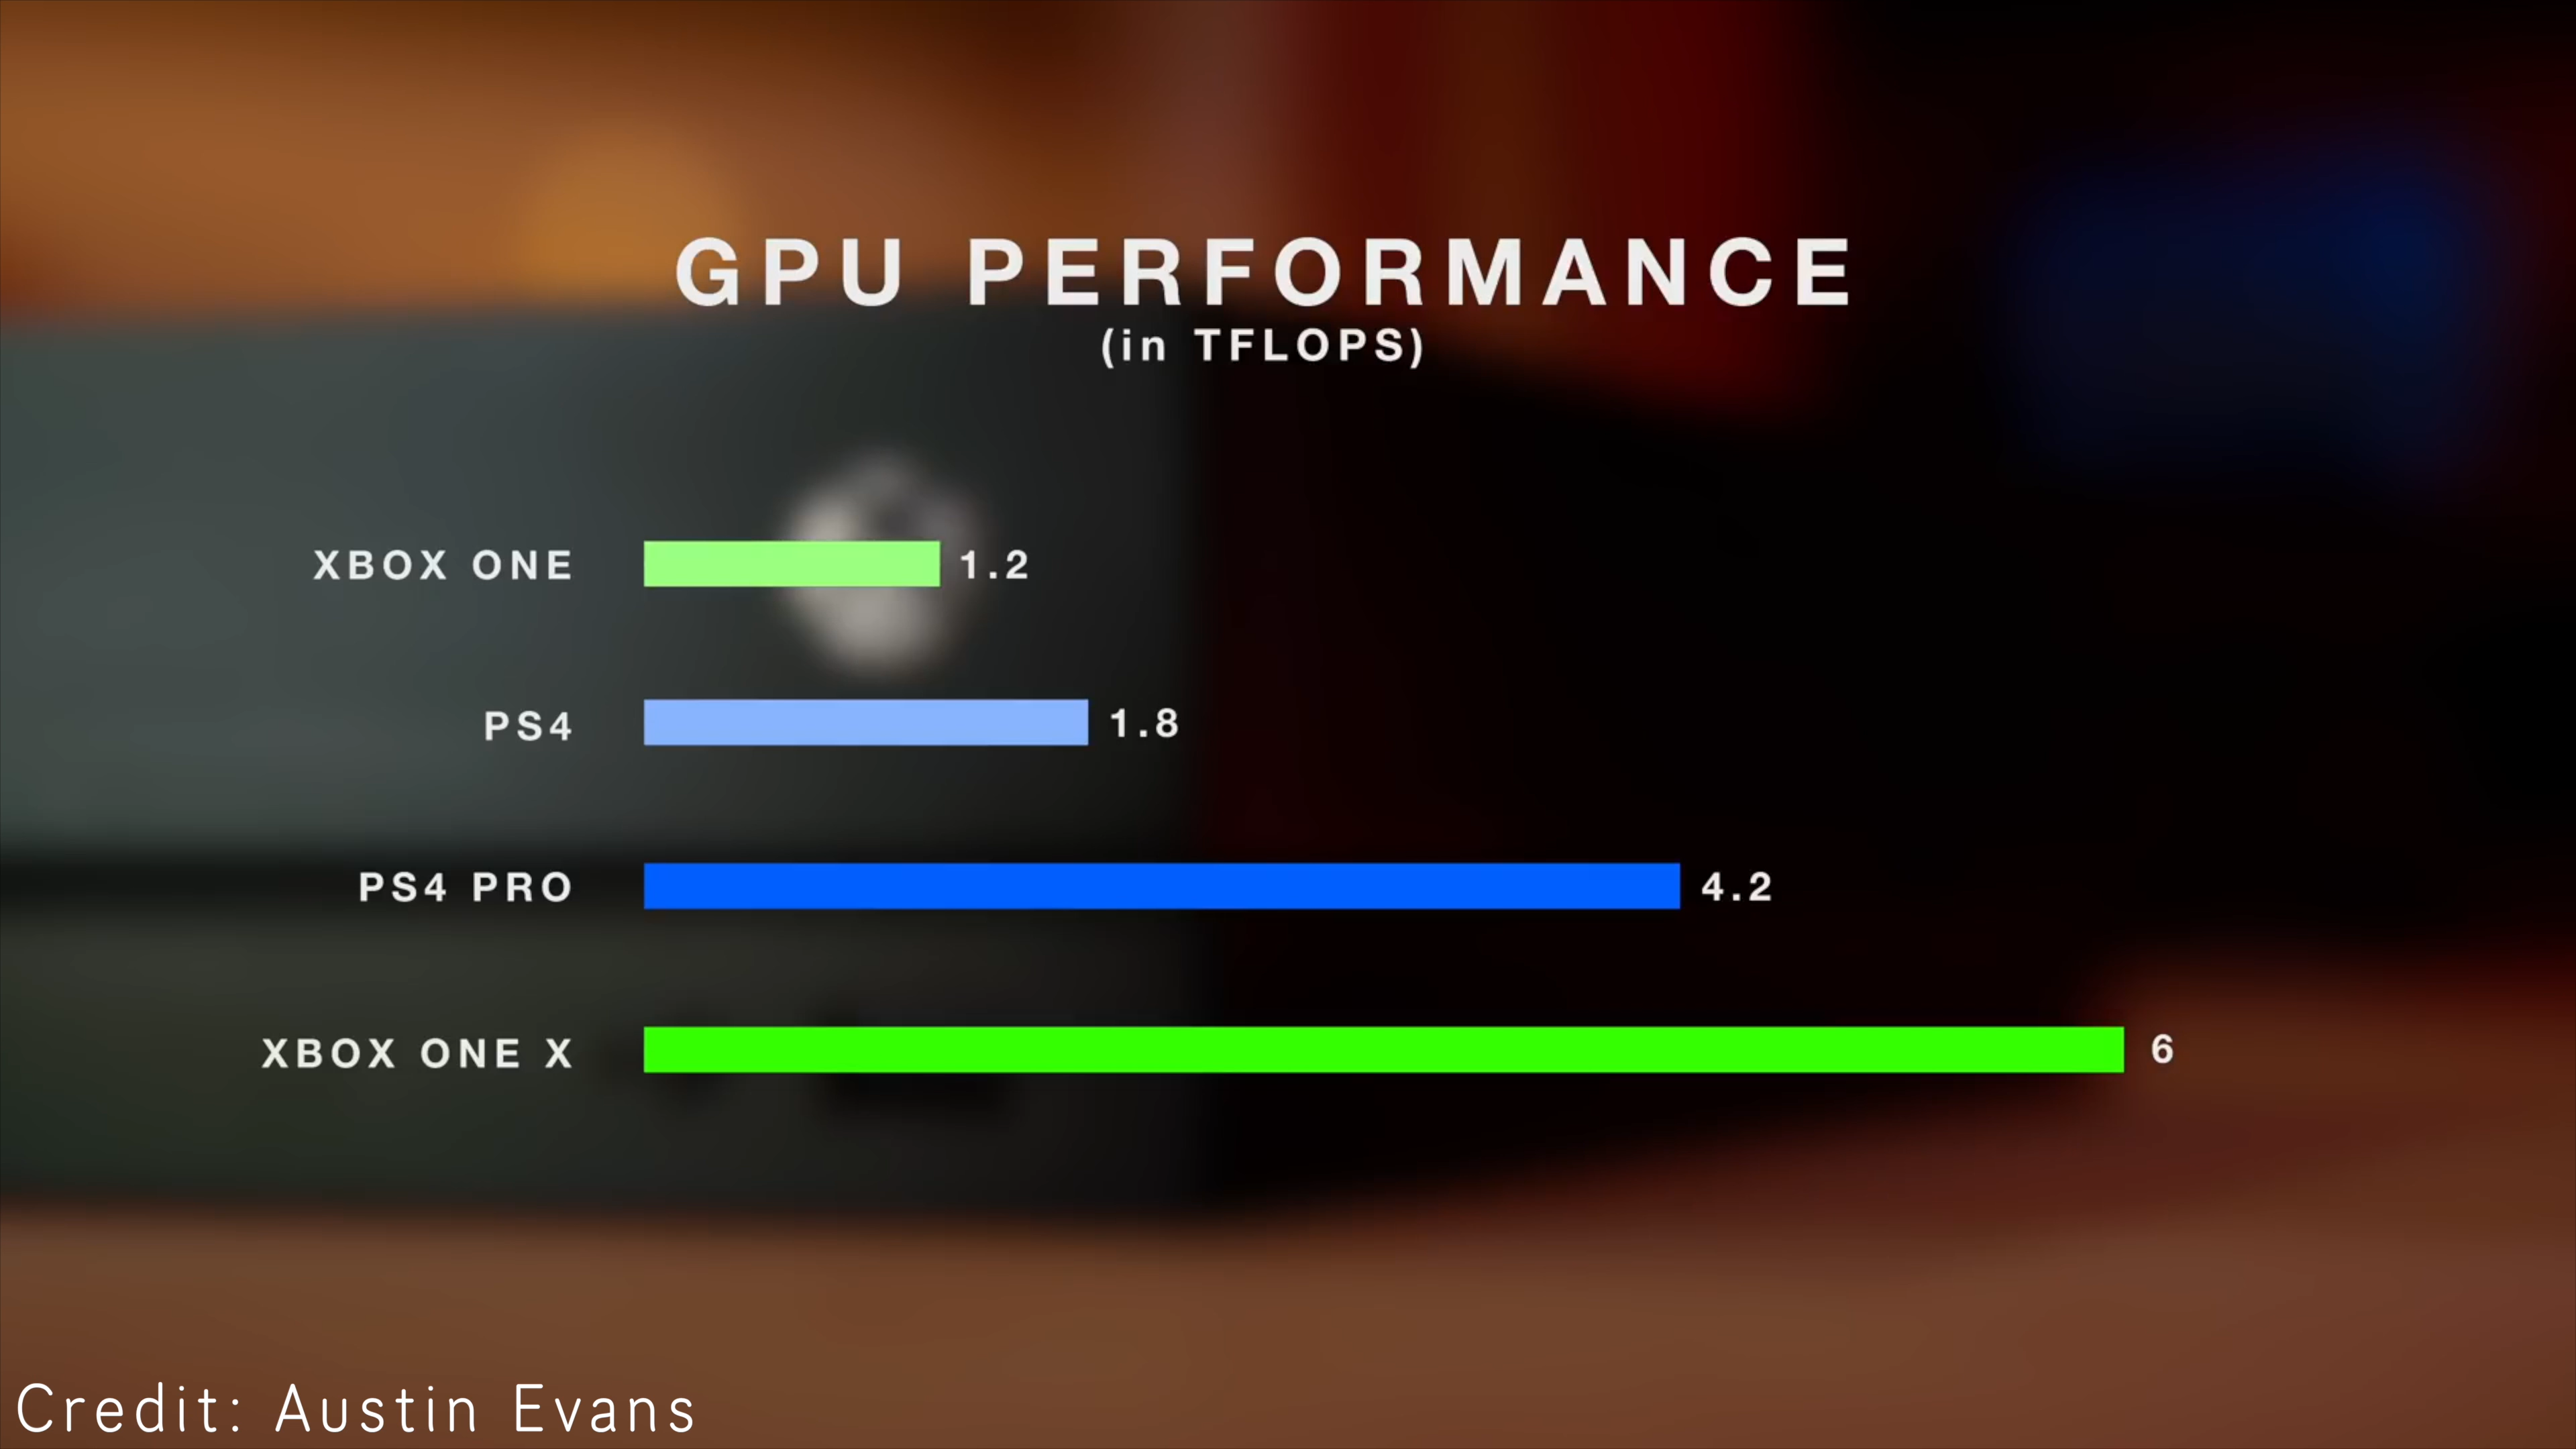 GPU PERFORMANCE
(in TFLOPS)
XBOX ONE 1.2
PS4 1.8
PS4 PRO 4.2
XBOX ONE X 6
Credit: Austin Evans